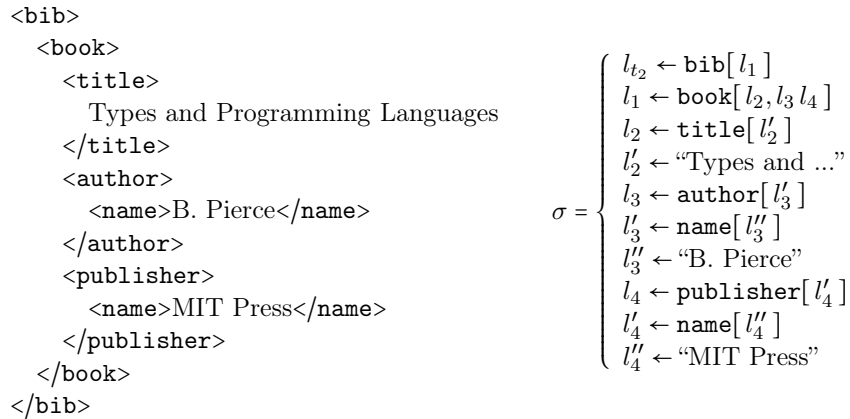 <bib>
<book>
<title>
Types and Programming Languages
</title>
<author>
<name>B. Pierce</name>
</author>
<publisher>
<name>MIT Press</name>
</publisher>
</book>
</bib>
σ = {
l_{t_2} ← bib[ l_1 ]
l_1 ← book[ l_2, l_3 l_4 ]
l_2 ← title[ l′_2 ]
l′_2 ← “Types and ...”
l_3 ← author[ l′_3 ]
l′_3 ← name[ l″_3 ]
l″_3 ← “B. Pierce”
l_4 ← publisher[ l′_4 ]
l′_4 ← name[ l″_4 ]
l″_4 ← “MIT Press”